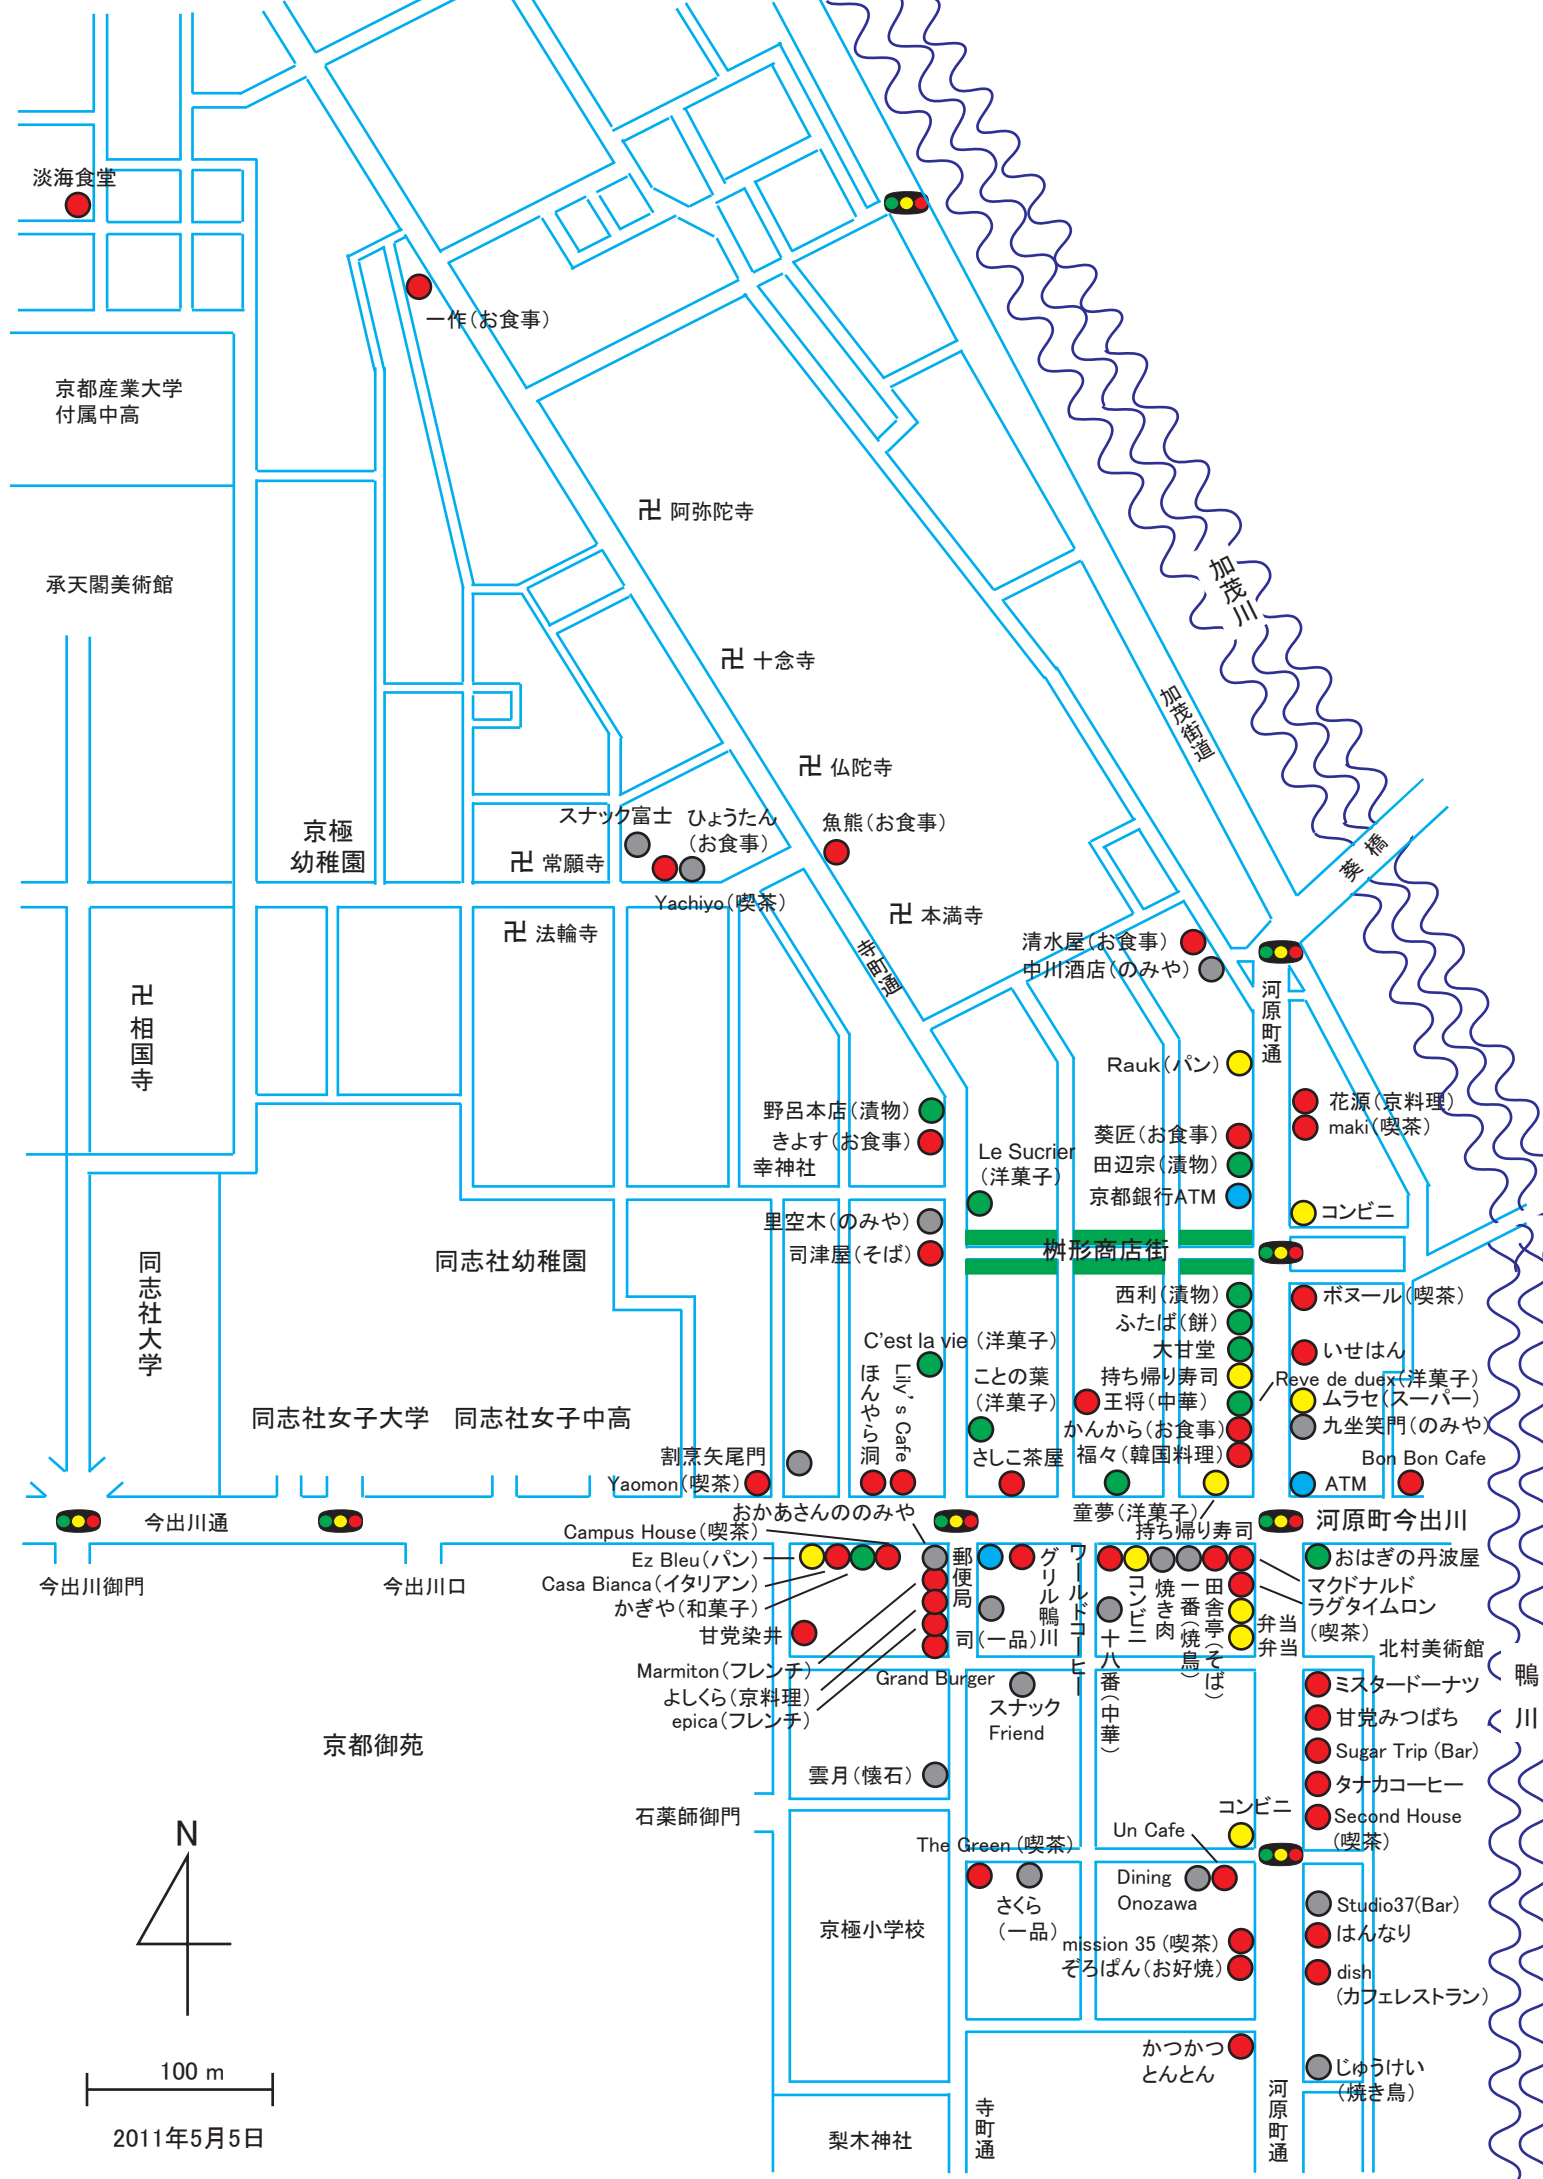 淡海食堂
一作(お食事)
京都産業大学
付属中高
卍 阿弥陀寺
承天閣美術館
加茂川
卍 十念寺
加茂街道
卍 仏陀寺
スナック富士
ひょうたん
(お食事)
魚熊(お食事)
京極
幼稚園
卍 常願寺
葵橋
Yachiyo(喫茶)
卍 本満寺
卍 法輪寺
寺町通
清水屋(お食事)
中川酒店(のみや)
卍 相国寺
河原町通
Rauk(パン)
野呂本店(漬物)
花源(京料理)
maki(喫茶)
きよす(お食事)
葵匠(お食事)
幸神社
Le Sucrier
(洋菓子)
田辺宗(漬物)
京都銀行ATM
里空木(のみや)
コンビニ
司津屋(そば)
桝形商店街
同志社大学
同志社幼稚園
西利(漬物)
ボヌール(喫茶)
ふたば(餅)
C'est la vie (洋菓子)
大甘堂
いせはん
ほんやら洞
Lily's Cafe
ことの葉
(洋菓子)
持ち帰り寿司
Reve de duex(洋菓子)
王将(中華)
ムラセ(スーパー)
同志社女子大学
同志社女子中高
かんから(お食事)
九坐笑門(のみや)
割烹矢尾門
さしこ茶屋
福々(韓国料理)
Bon Bon Cafe
Yaomon(喫茶)
ATM
おかあさんののみや
童夢(洋菓子)
今出川通
持ち帰り寿司
河原町今出川
Campus House(喫茶)
Ez Bleu(パン)
郵便局
グリル鴨川
ワールドコーヒー
コンビニ
焼き肉
一番(焼鳥)
田舎亭(そば)
おはぎの丹波屋
今出川御門
今出川口
Casa Bianca(イタリアン)
マクドナルド
かぎや(和菓子)
ラグタイムロン
(喫茶)
甘党染井
司(一品)
十八番(中華)
弁当
弁当
北村美術館
Marmiton(フレンチ)
Grand Burger
よしくら(京料理)
epica(フレンチ)
スナック
Friend
ミスタードーナツ
鴨川
甘党みつばち
京都御苑
Sugar Trip (Bar)
雲月(懐石)
タナカコーヒー
石薬師御門
コンビニ
Second House
(喫茶)
N
Un Cafe
The Green (喫茶)
Dining
Onozawa
さくら
(一品)
Studio37(Bar)
京極小学校
はんなり
mission 35 (喫茶)
ぞろぱん(お好焼)
dish
(カフェレストラン)
かつかつ
とんとん
じゅうけい
(焼き鳥)
100 m
寺町通
河原町通
2011年5月5日
梨木神社